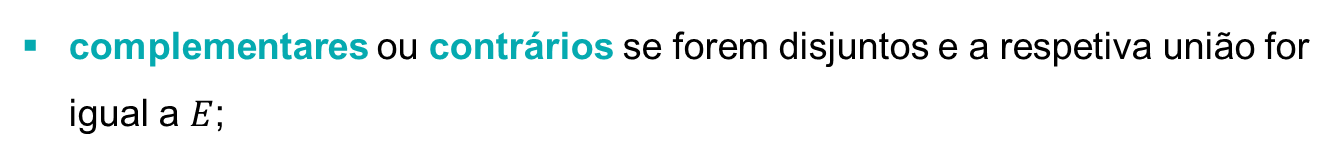 ▪ complementares ou contrários se forem disjuntos e a respetiva união for
igual a E;